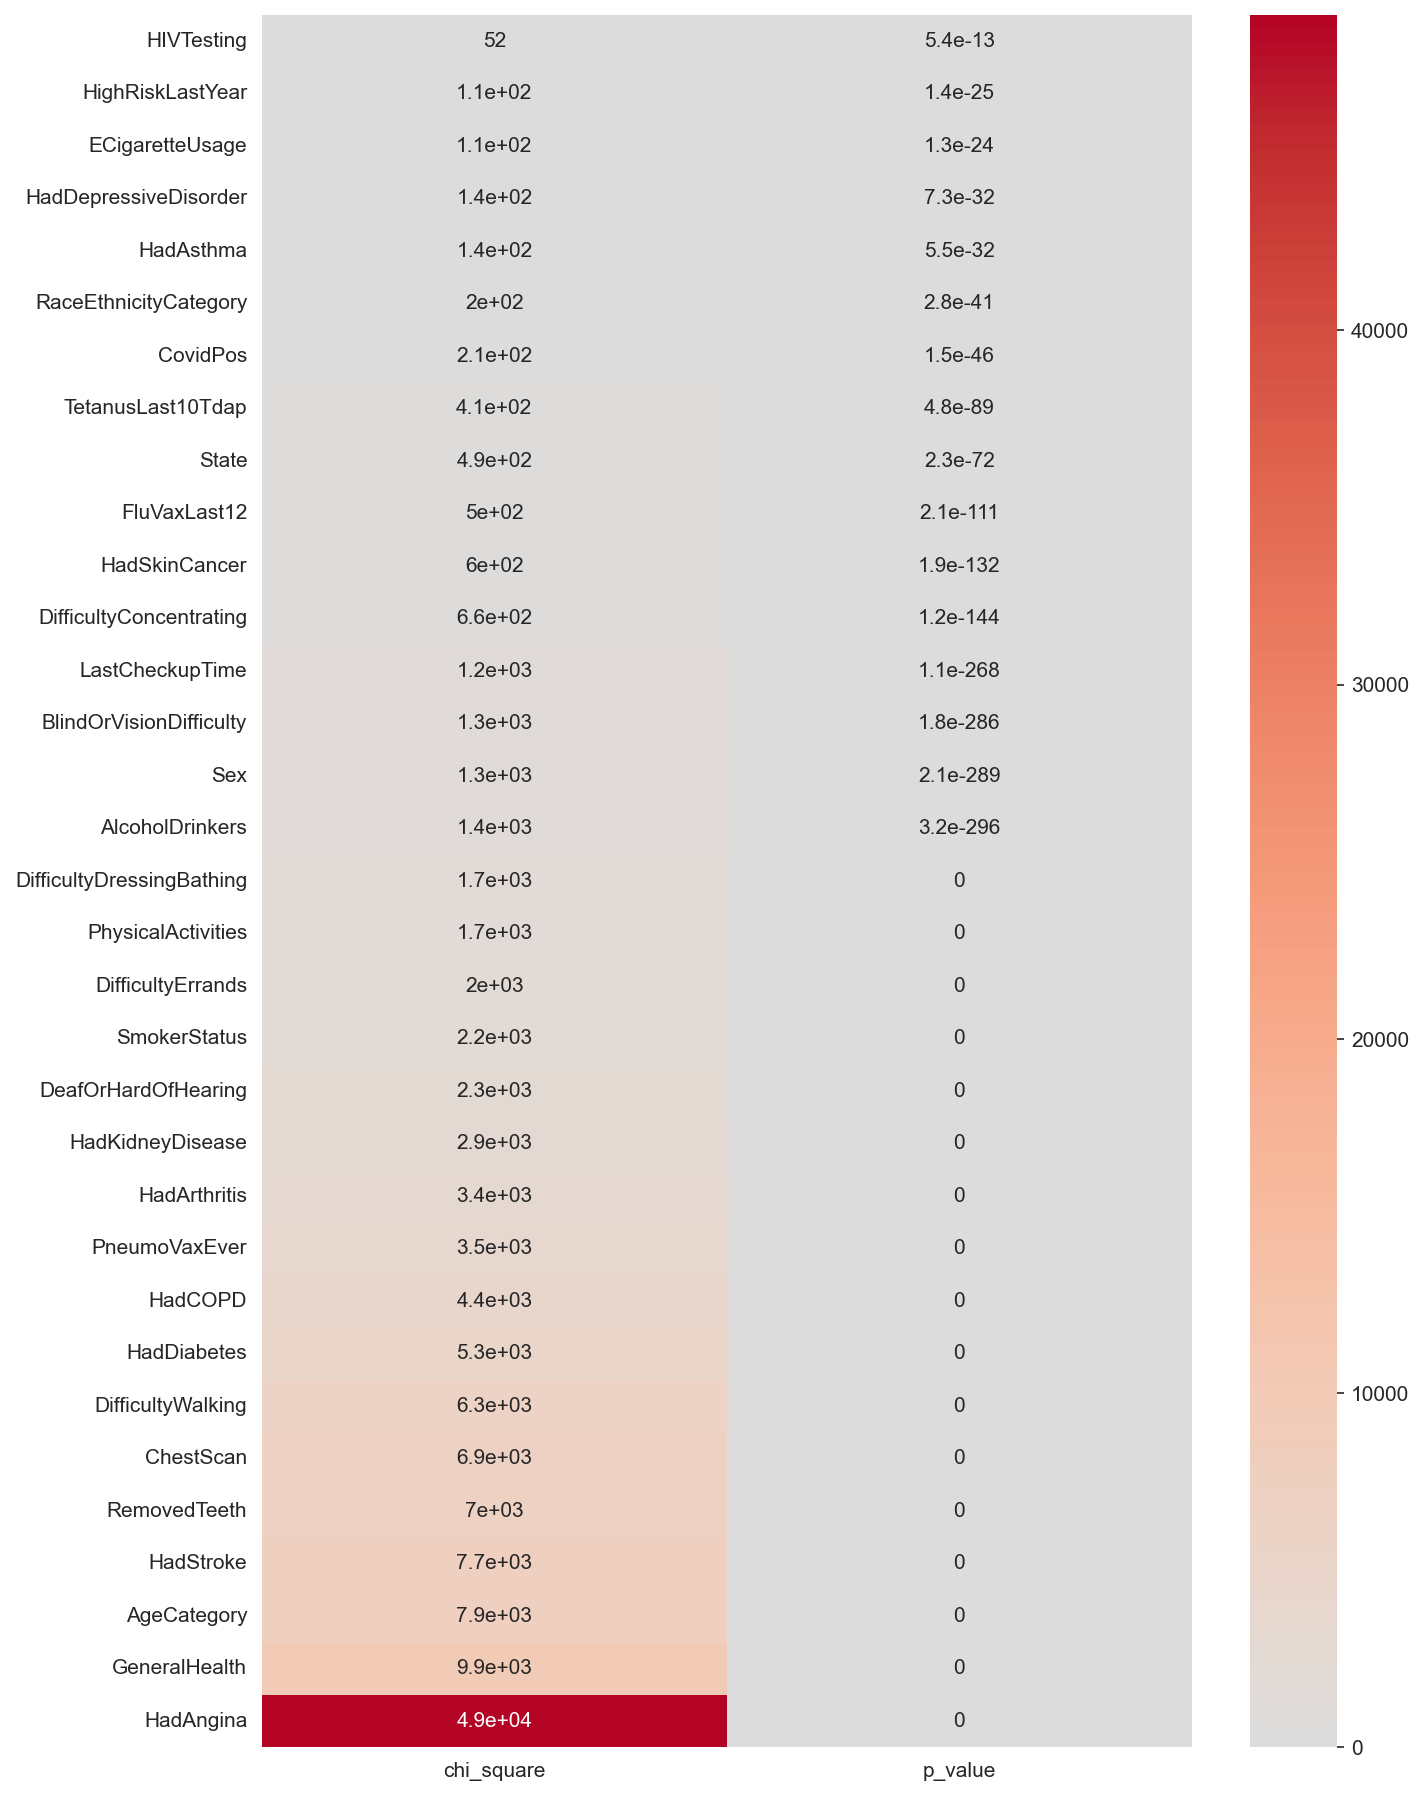 HIVTesting 52 5.4e-13
HighRiskLastYear 1.1e+02 1.4e-25
ECigaretteUsage 1.1e+02 1.3e-24
HadDepressiveDisorder 1.4e+02 7.3e-32
HadAsthma 1.4e+02 5.5e-32
RaceEthnicityCategory 2e+02 2.8e-41
CovidPos 2.1e+02 1.5e-46
TetanusLast10Tdap 4.1e+02 4.8e-89
State 4.9e+02 2.3e-72
FluVaxLast12 5e+02 2.1e-111
HadSkinCancer 6e+02 1.9e-132
DifficultyConcentrating 6.6e+02 1.2e-144
LastCheckupTime 1.2e+03 1.1e-268
BlindOrVisionDifficulty 1.3e+03 1.8e-286
Sex 1.3e+03 2.1e-289
AlcoholDrinkers 1.4e+03 3.2e-296
DifficultyDressingBathing 1.7e+03 0
PhysicalActivities 1.7e+03 0
DifficultyErrands 2e+03 0
SmokerStatus 2.2e+03 0
DeafOrHardOfHearing 2.3e+03 0
HadKidneyDisease 2.9e+03 0
HadArthritis 3.4e+03 0
PneumoVaxEver 3.5e+03 0
HadCOPD 4.4e+03 0
HadDiabetes 5.3e+03 0
DifficultyWalking 6.3e+03 0
ChestScan 6.9e+03 0
RemovedTeeth 7e+03 0
HadStroke 7.7e+03 0
AgeCategory 7.9e+03 0
GeneralHealth 9.9e+03 0
HadAngina 4.9e+04 0
chi_square p_value
40000
30000
20000
10000
0